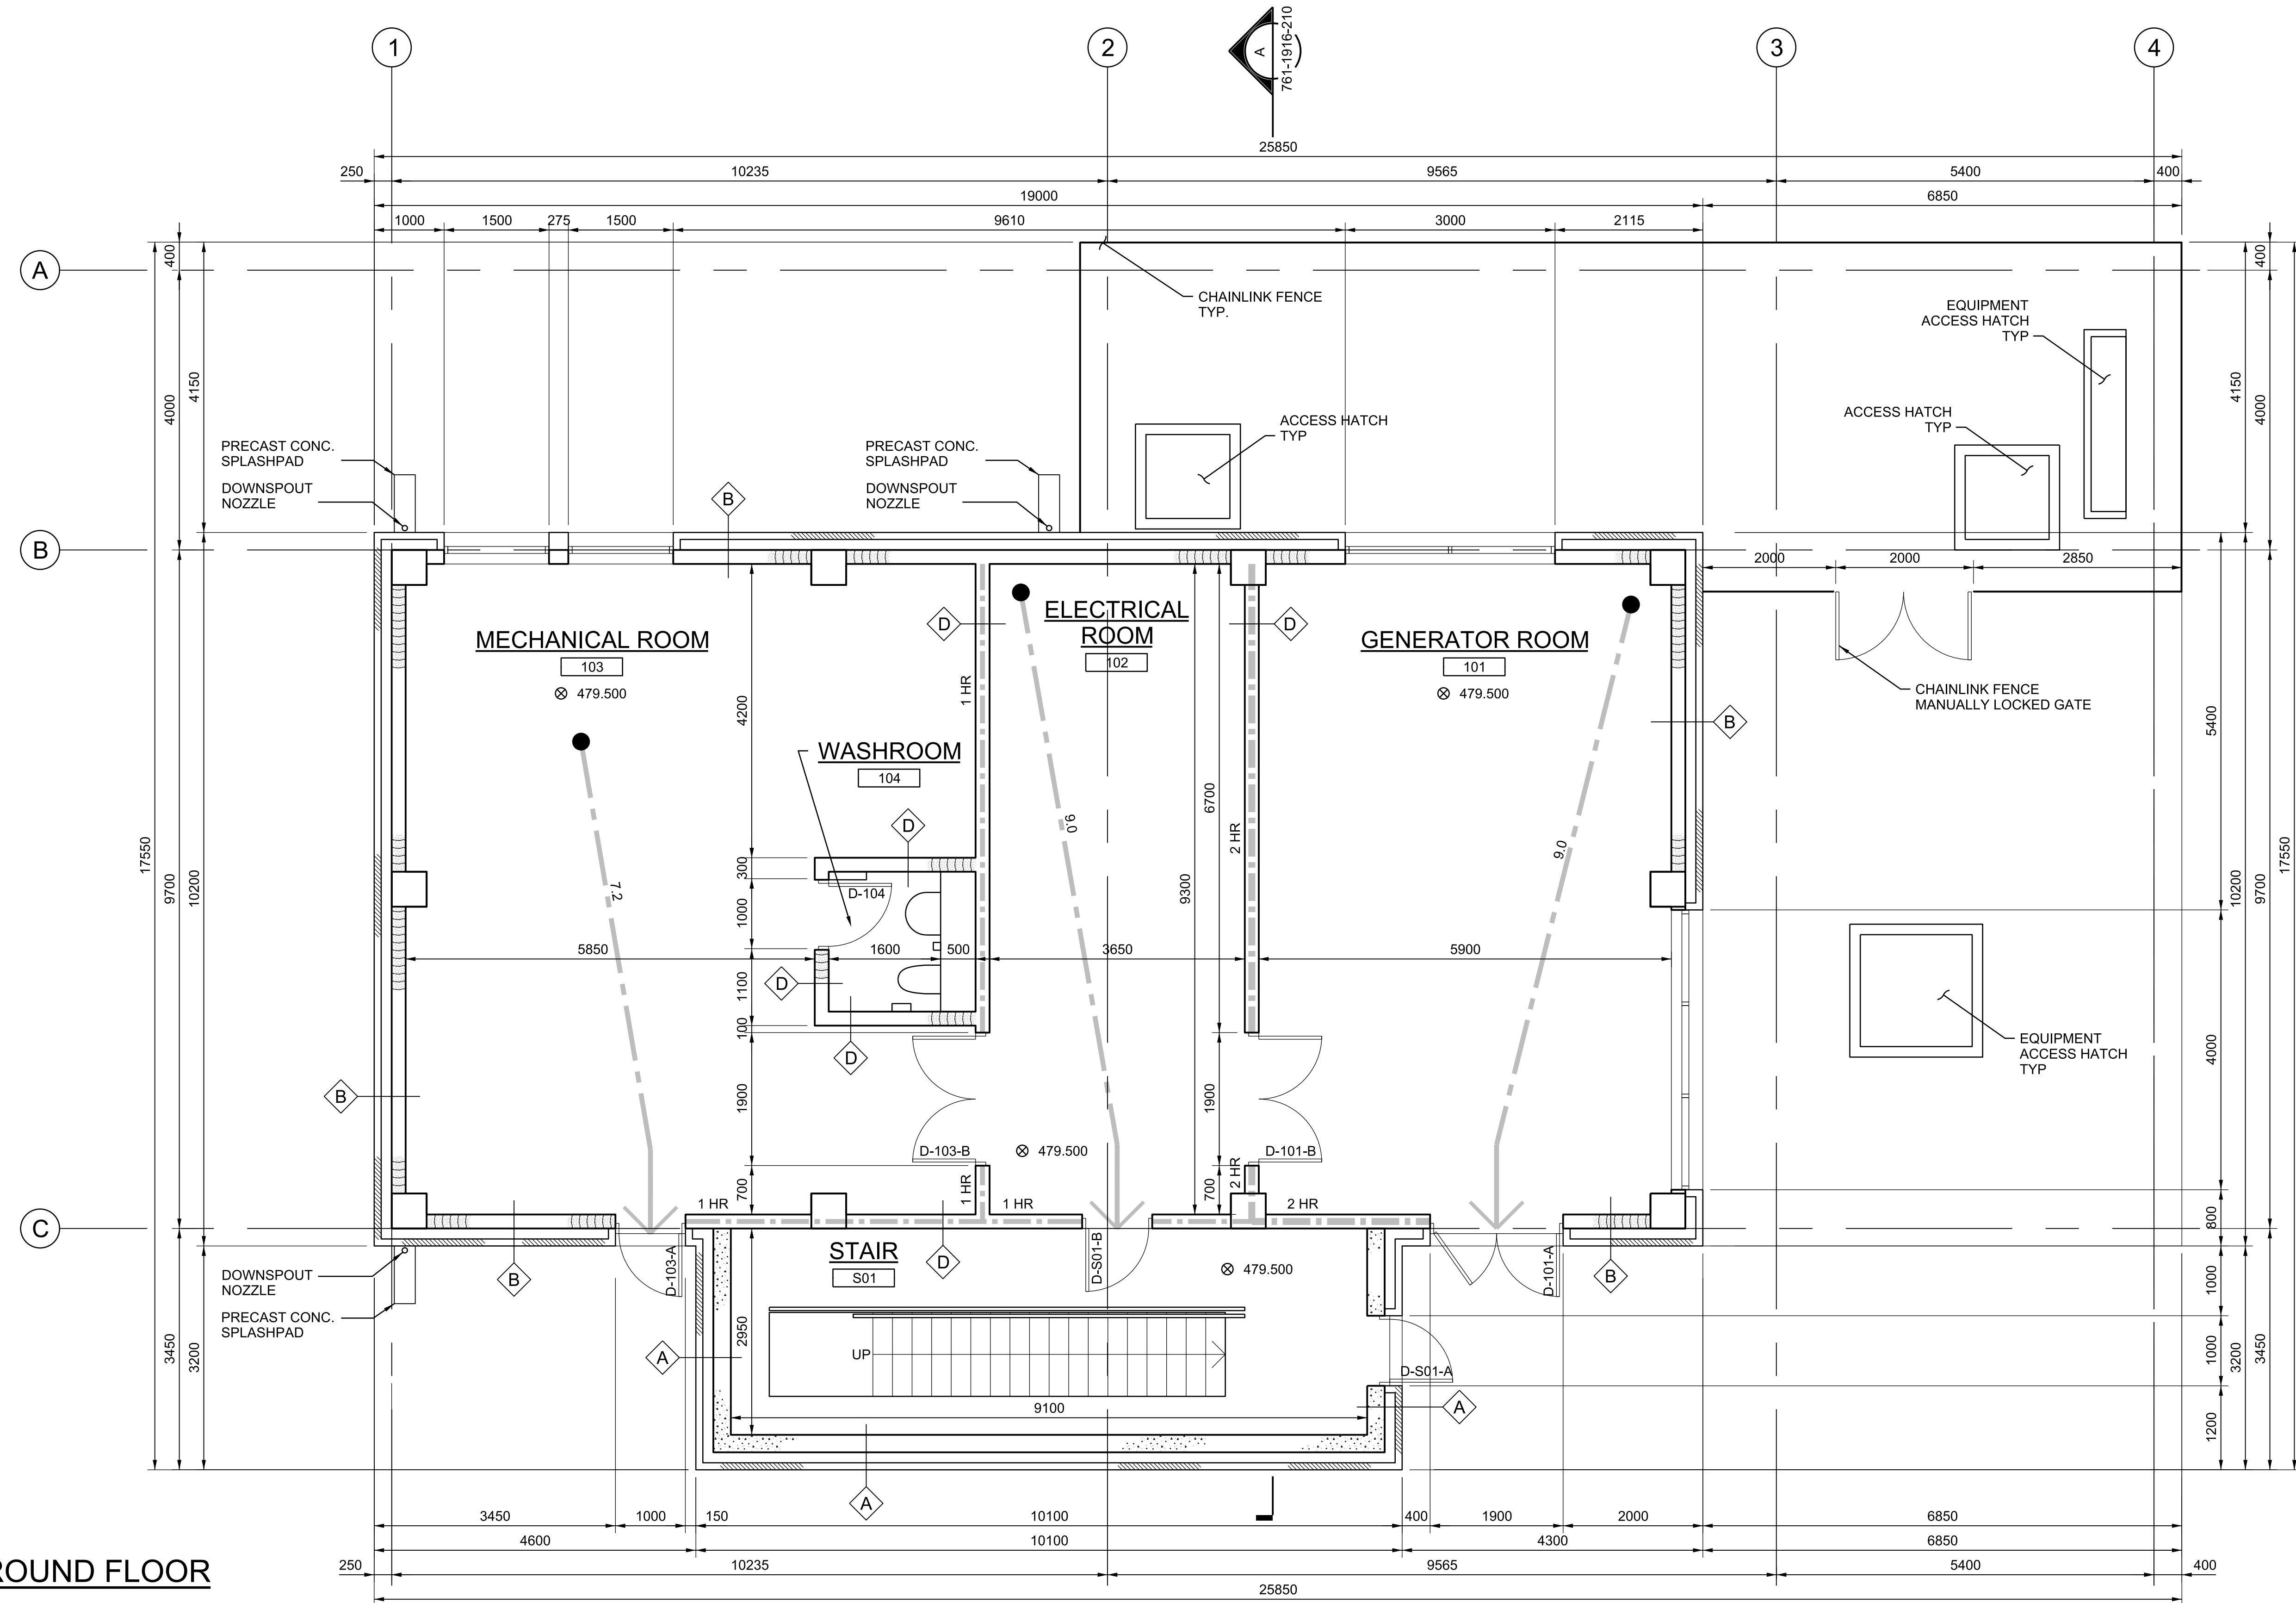 1
2
A
761-1916-210
3
4
25850
250
10235
9565
5400
400
19000
6850
1000
1500
275
1500
9610
3000
2115
A
400
4000
4150
CHAINLINK FENCE
TYP.
EQUIPMENT
ACCESS HATCH
TYP
400
4150
4000
ACCESS HATCH
TYP
ACCESS HATCH
TYP
PRECAST CONC.
SPLASHPAD
DOWNSPOUT
NOZZLE
PRECAST CONC.
SPLASHPAD
DOWNSPOUT
NOZZLE
B
B
2000
2000
2850
MECHANICAL ROOM
103
479.500
D
ELECTRICAL
ROOM
102
D
GENERATOR ROOM
101
479.500
CHAINLINK FENCE
MANUALLY LOCKED GATE
B
1 HR
4200
WASHROOM
104
D
6700
9.0
2 HR
9.0
5400
17550
9700
10200
7.2
300
D-104
1000
9300
10200
9700
17550
5850
1600
500
3650
5900
1100
D
100
D
EQUIPMENT
ACCESS HATCH
TYP
4000
B
1900
1900
D-103-B
479.500
D-101-B
700
1 HR
1 HR
1 HR
700
2 HR
2 HR
800
C
DOWNSPOUT
NOZZLE
PRECAST CONC.
SPLASHPAD
B
D-103-A
STAIR
S01
D
D-S01-B
479.500
D-101-A
B
1000
3450
3200
2950
A
UP
D-S01-A
1000
3200
3450
9100
A
1200
A
3450
1000
150
10100
400
1900
2000
6850
4600
10100
4300
6850
250
10235
9565
5400
400
25850
ROUND FLOOR